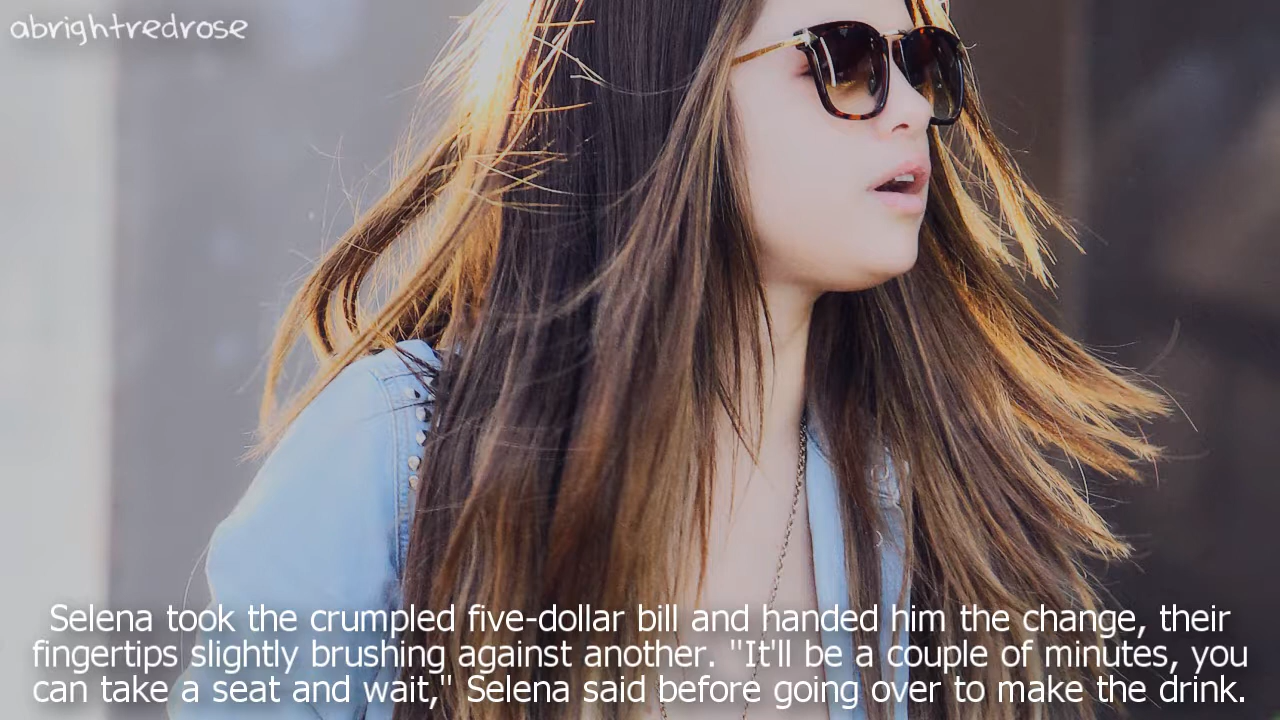 abrightredrose
Selena took the crumpled five-dollar bill and handed him the change, their
fingertips slightly brushing against another. "It'll be a couple of minutes, you
can take a seat and wait," Selena said before going over to make the drink.